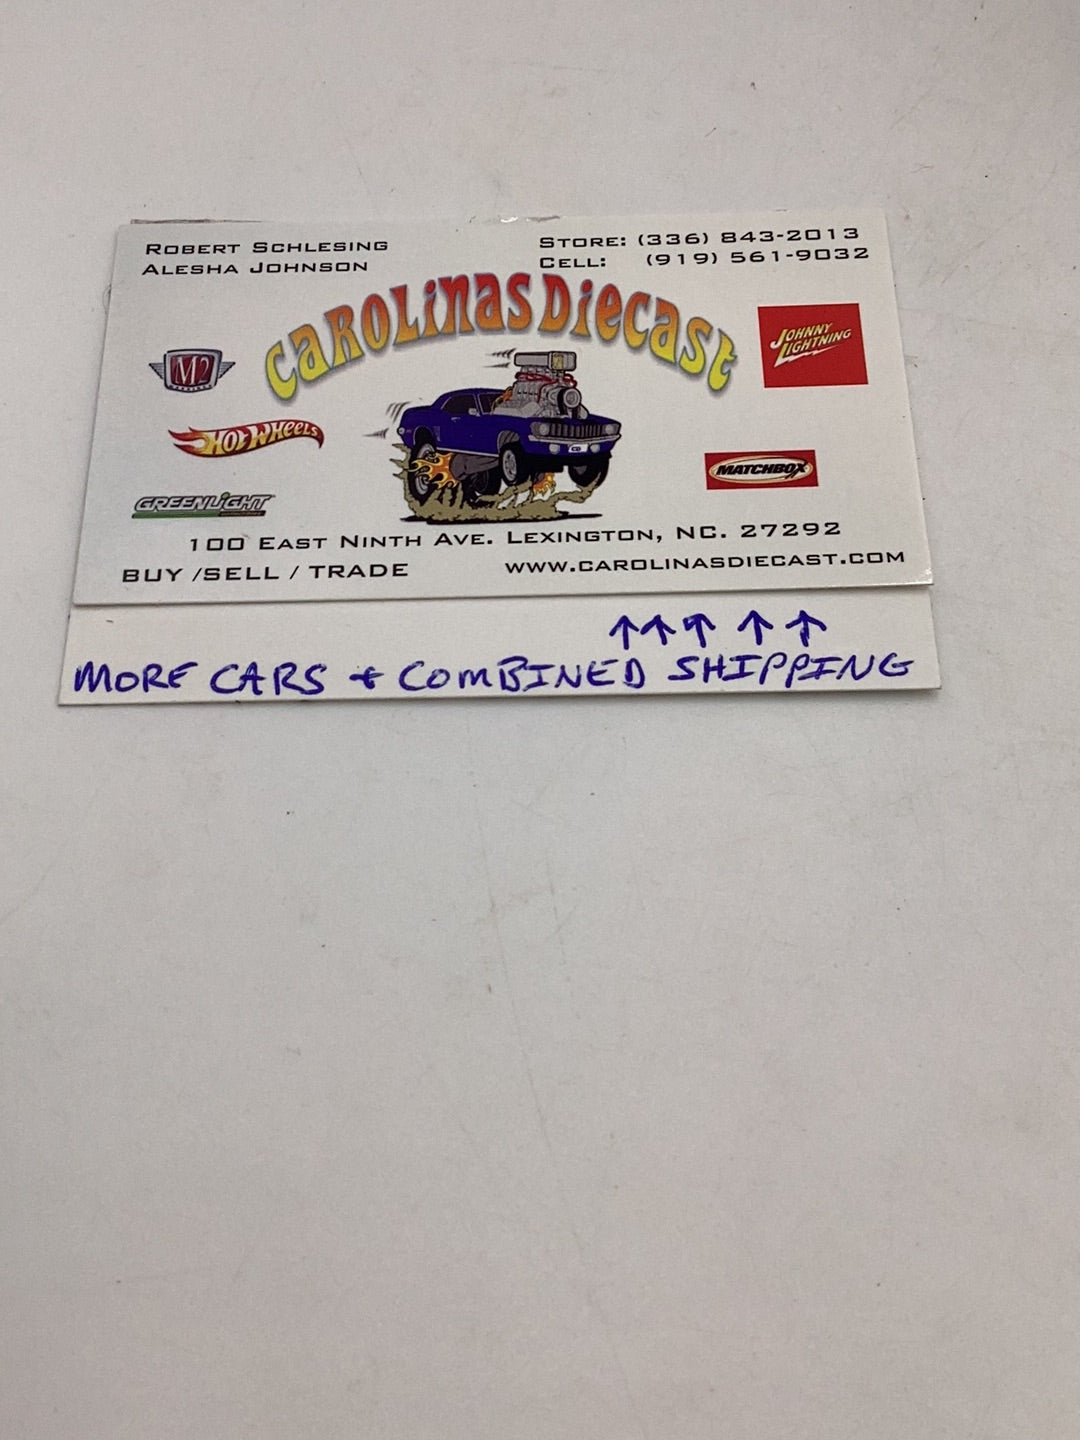 ROBERT SCHLESING
ALESHA JOHNSON
STORE: (336) 843-2013
CELL: (919) 561-9032
CAROLINAS DIECAST
M2
JOHNNY LIGHTNING
HOT WHEELS
MATCHBOX
GREENLIGHT
100 EAST NINTH AVE. LEXINGTON, NC. 27292
BUY /SELL / TRADE
WWW.CAROLINASDIECAST.COM
MORE CARS + COMBINED SHIPPING